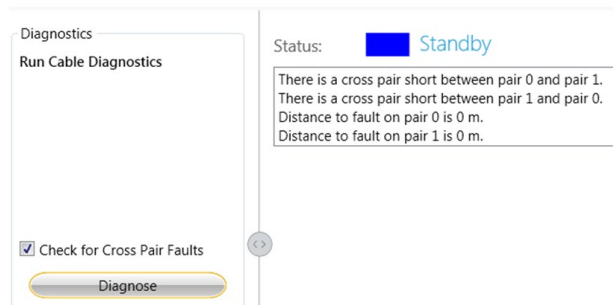 Diagnostics
Run Cable Diagnostics
Check for Cross Pair Faults
Diagnose
Status:
Standby
There is a cross pair short between pair 0 and pair 1.
There is a cross pair short between pair 1 and pair 0.
Distance to fault on pair 0 is 0 m.
Distance to fault on pair 1 is 0 m.